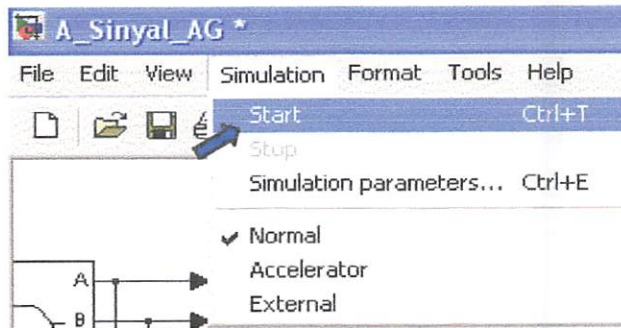 A_Sinyal_AG *
File Edit View Simulation Format Tools Help
Start Ctrl+T
Stop
Simulation parameters... Ctrl+E
✔ Normal
Accelerator
External
A
B